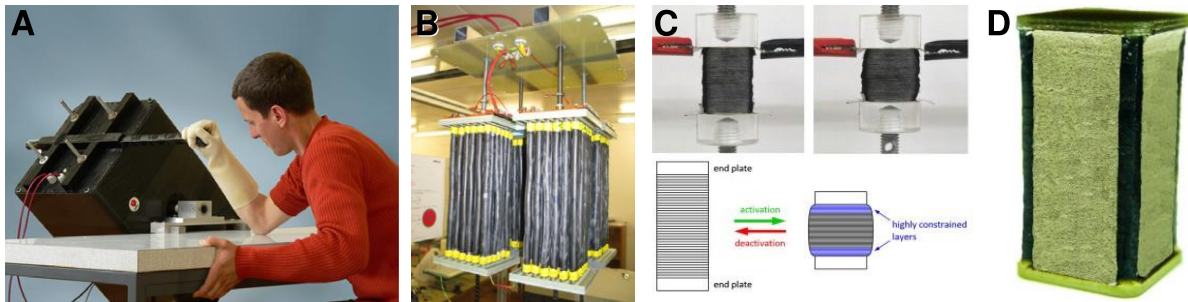 A
B
C
D
end plate
activation
deactivation
highly constrained
layers
end plate